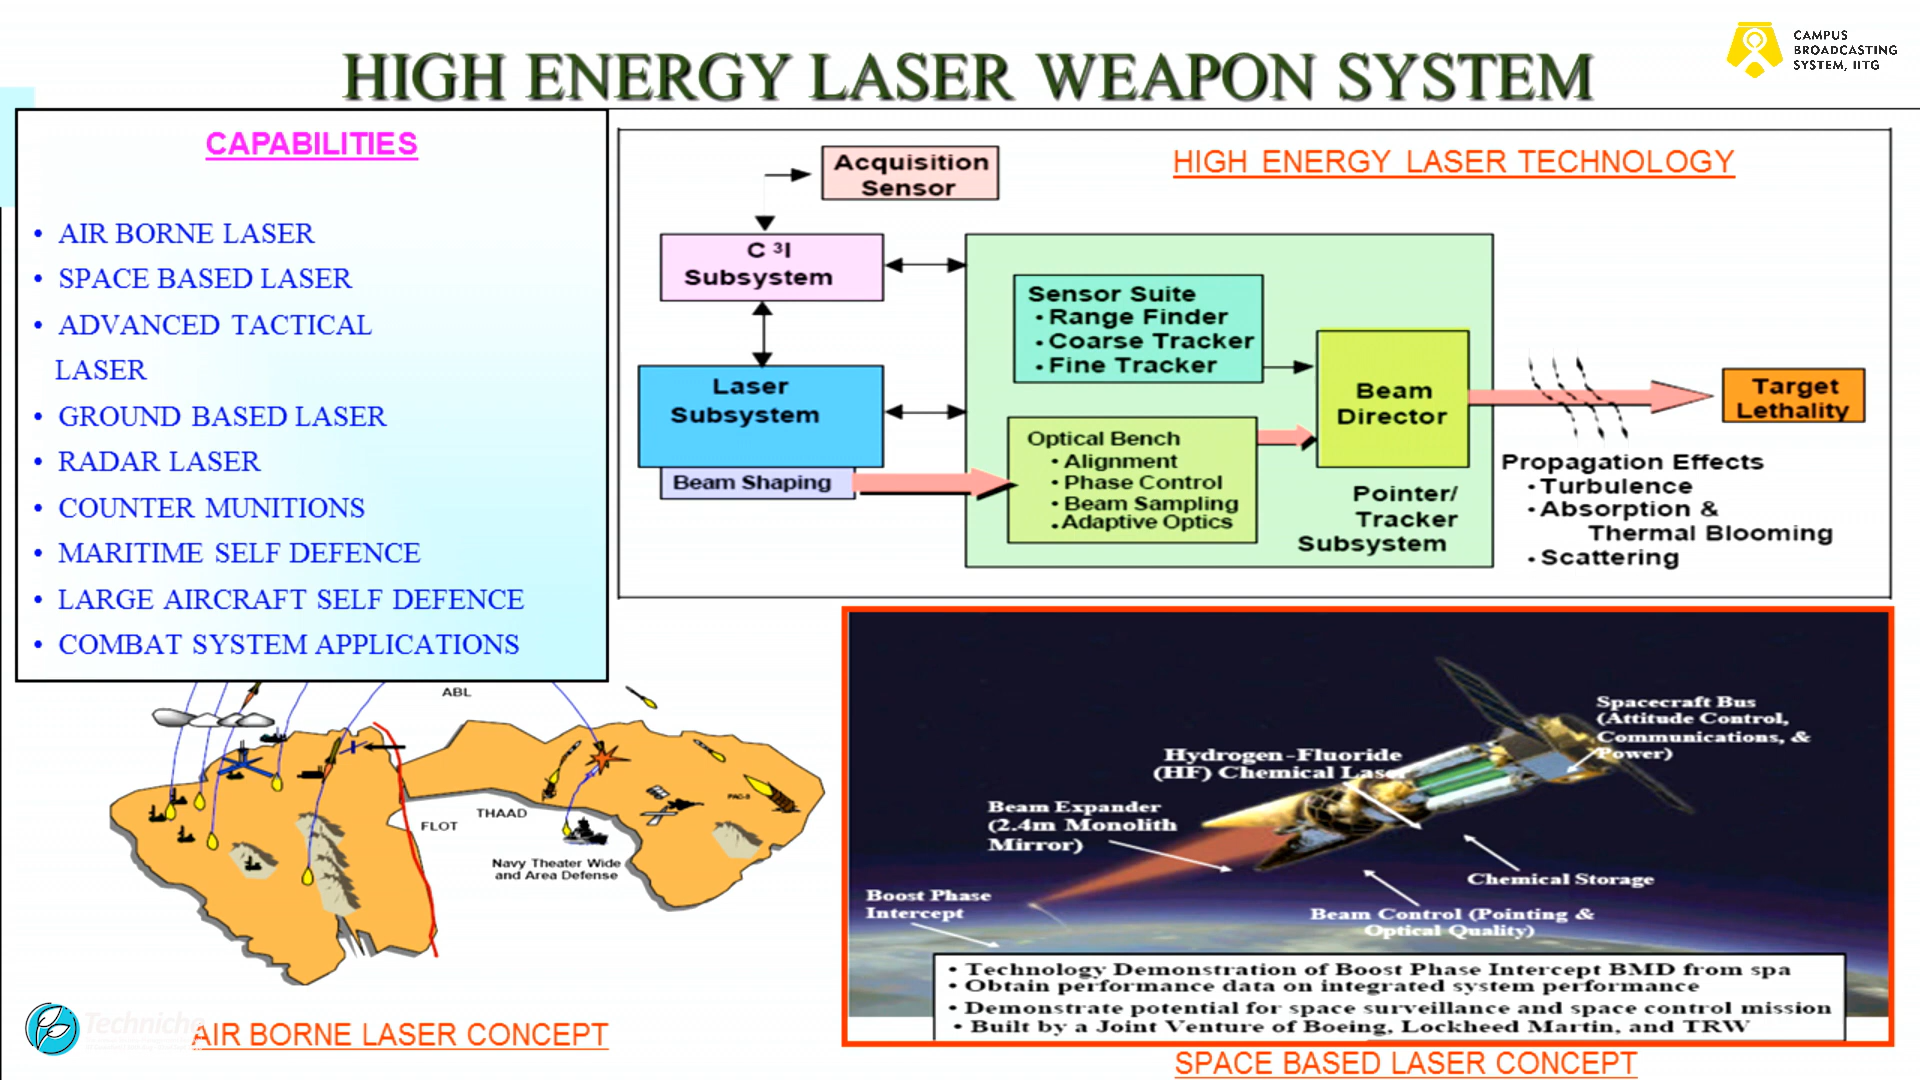 HIGH ENERGY LASER WEAPON SYSTEM
CAMPUS
BROADCASTING
SYSTEM, IITG
CAPABILITIES
• AIR BORNE LASER
• SPACE BASED LASER
• ADVANCED TACTICAL
LASER
• GROUND BASED LASER
• RADAR LASER
• COUNTER MUNITIONS
• MARITIME SELF DEFENCE
• LARGE AIRCRAFT SELF DEFENCE
• COMBAT SYSTEM APPLICATIONS
HIGH ENERGY LASER TECHNOLOGY
Acquisition
Sensor
C ³I
Subsystem
Laser
Subsystem
Beam Shaping
Sensor Suite
• Range Finder
• Coarse Tracker
• Fine Tracker
Optical Bench
• Alignment
• Phase Control
• Beam Sampling
• Adaptive Optics
Beam
Director
Pointer/
Tracker
Subsystem
Target
Lethality
Propagation Effects
• Turbulence
• Absorption &
Thermal Blooming
• Scattering
ABL
FLOT
THAAD
PAC-3
Navy Theater Wide
and Area Defense
Techniche
AIR BORNE LASER CONCEPT
Spacecraft Bus
(Attitude Control,
Communications, &
Power)
Hydrogen-Fluoride
(HF) Chemical Laser
Beam Expander
(2.4m Monolith
Mirror)
Chemical Storage
Boost Phase
Intercept
Beam Control (Pointing &
Optical Quality)
• Technology Demonstration of Boost Phase Intercept BMD from spa
• Obtain performance data on integrated system performance
• Demonstrate potential for space surveillance and space control mission
• Built by a Joint Venture of Boeing, Lockheed Martin, and TRW
SPACE BASED LASER CONCEPT